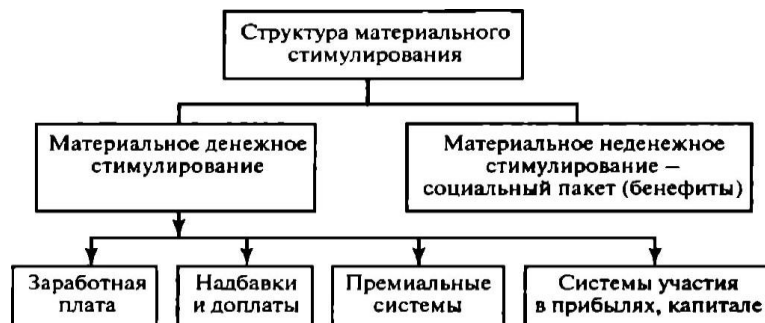 Структура материального
стимулирования
Материальное денежное
стимулирование
Материальное неденежное
стимулирование –
социальный пакет (бенефиты)
Заработная
плата
Надбавки
и доплаты
Премиальные
системы
Системы участия
в прибылях, капитале